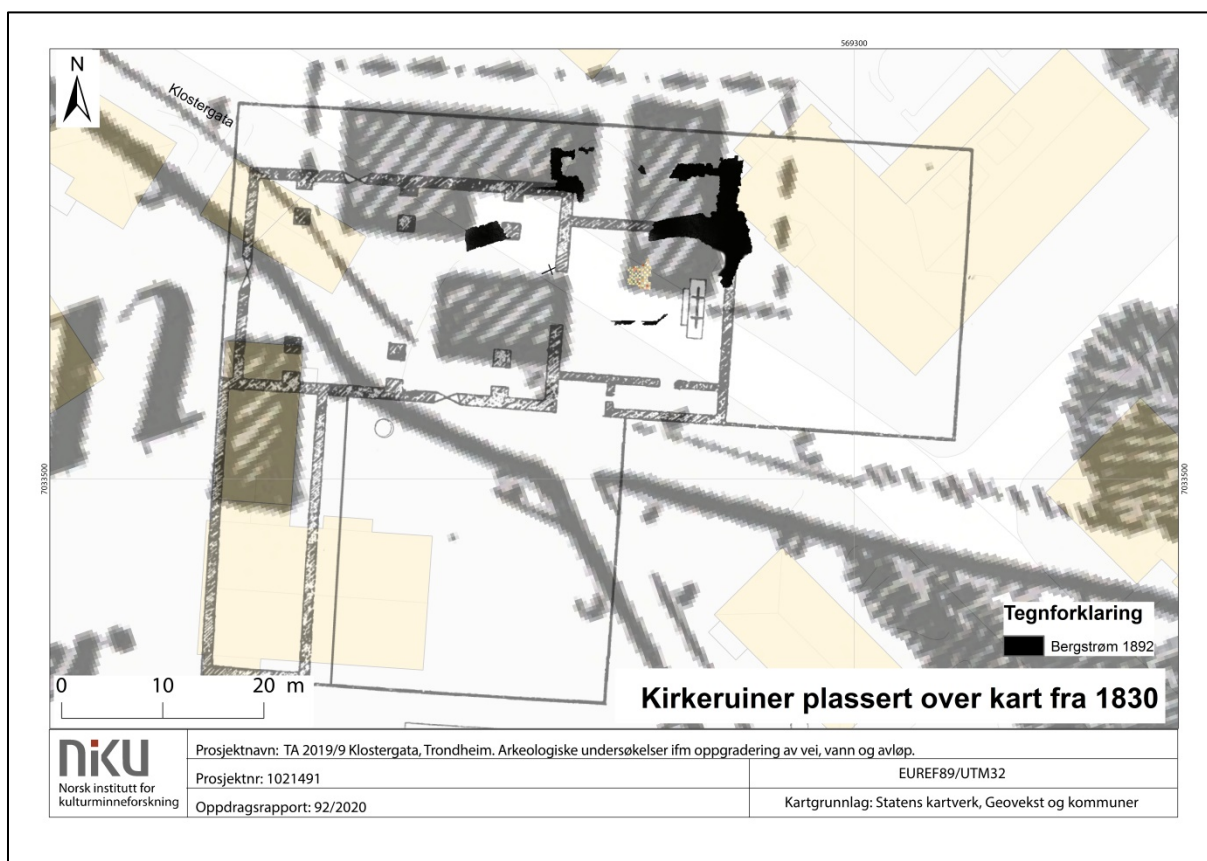 569300
N
Klostergata
7033500
7033500
Tegnforklaring
Bergstrøm 1892
0 10 20 m
Kirkeruiner plassert over kart fra 1830
niku
Norsk institutt for
kulturminneforskning
Prosjektnavn: TA 2019/9 Klostergata, Trondheim. Arkeologiske undersøkelser ifm oppgradering av vei, vann og avløp.
Prosjektnr: 1021491
EUREF89/UTM32
Oppdragsrapport: 92/2020
Kartgrunnlag: Statens kartverk, Geovekst og kommuner